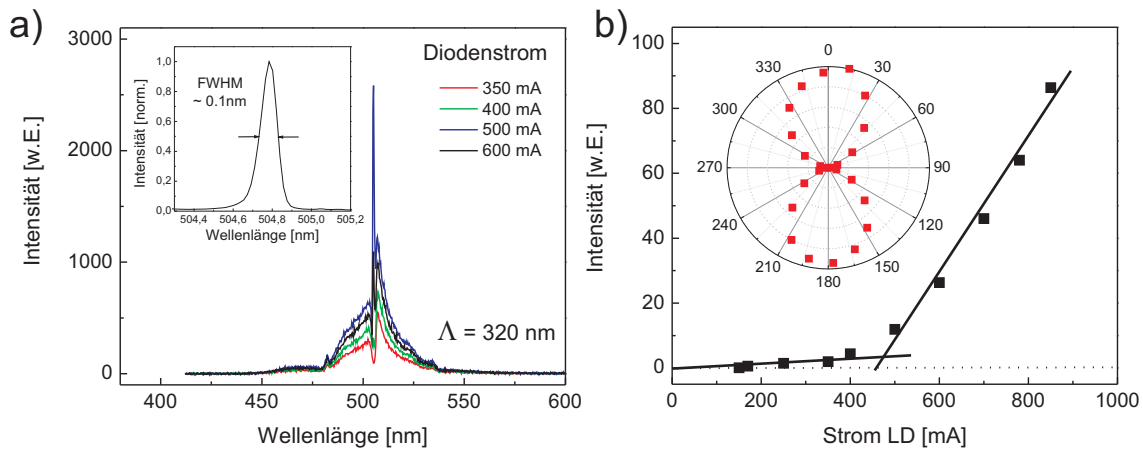 a)
Intensität [w.E.]
3000
2000
1000
0
400
450
500
550
600
Wellenlänge [nm]
Diodenstrom
350 mA
400 mA
500 mA
600 mA
Λ = 320 nm
Intensität [norm.]
1,0
0,8
0,6
0,4
0,2
0,0
504,4
504,6
504,8
505,0
505,2
Wellenlänge [nm]
FWHM
~ 0.1nm
b)
Intensität [w.E.]
100
80
60
40
20
0
0
200
400
600
800
1000
Strom LD [mA]
0
30
60
90
120
150
180
210
240
270
300
330